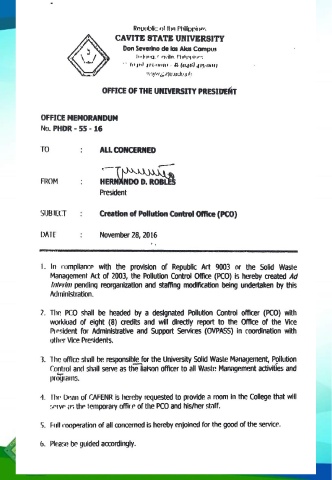 Republic of the Philippines
CAVITE STATE UNIVERSITY
Don Severino de las Alas Campus
Indang, Cavite, Philippines
www.cvsu.edu.ph
OFFICE OF THE UNIVERSITY PRESIDENT
OFFICE MEMORANDUM
No. PHDR - 55 - 16
TO : ALL CONCERNED
FROM : HERNANDO D. ROBLES
President
SUBJECT : Creation of Pollution Control Office (PCO)
DATE : November 28, 2016
1. In compliance with the provision of Republic Act 9003 or the Solid Waste
Management Act of 2003, the Pollution Control Office (PCO) is hereby created Ad
Interim pending reorganization and staffing modification being undertaken by this
Administration.
2. The PCO shall be headed by a designated Pollution Control officer (PCO) with
workload of eight (8) credits and will directly report to the Office of the Vice
President for Administrative and Support Services (OVPASS) in coordination with
other Vice Presidents.
3. The office shall be responsible for the University Solid Waste Management, Pollution
Control and shall serve as the liaison officer to all Waste Management activities and
programs.
4. The Dean of CAFENR is hereby requested to provide a room in the College that will
serve as the temporary office of the PCO and his/her staff.
5. Full cooperation of all concerned is hereby enjoined for the good of the service.
6. Please be guided accordingly.